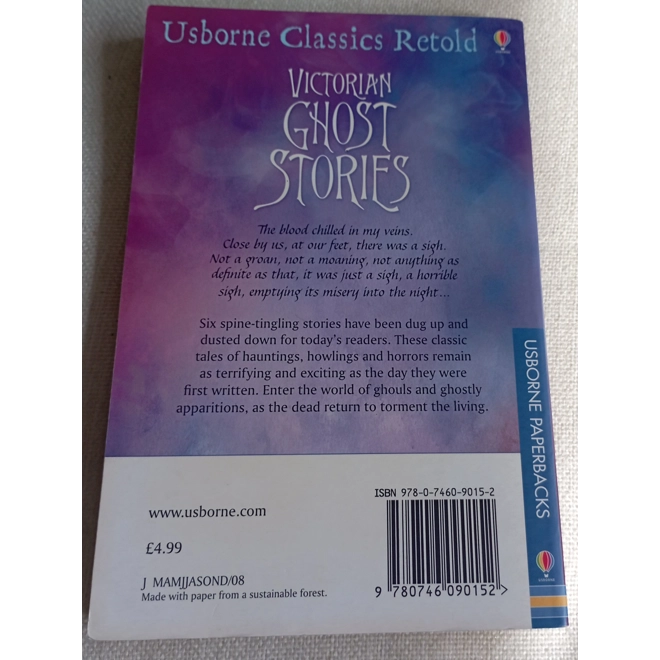 Usborne Classics Retold
VICTORIAN
GHOST
STORIES
The blood chilled in my veins.
Close by us, at our feet, there was a sigh.
Not a groan, not a moaning, not anything as
definite as that, it was just a sigh, a horrible
sigh, emptying its misery into the night...
Six spine-tingling stories have been dug up and
dusted down for today's readers. These classic
tales of hauntings, howlings and horrors remain
as terrifying and exciting as the day they were
first written. Enter the world of ghouls and ghostly
apparitions, as the dead return to torment the living.
USBORNE PAPERBACKS
www.usborne.com
£4.99
J MAMJJASOND/08
Made with paper from a sustainable forest.
ISBN 978-0-7460-9015-2
9 780746 090152 >